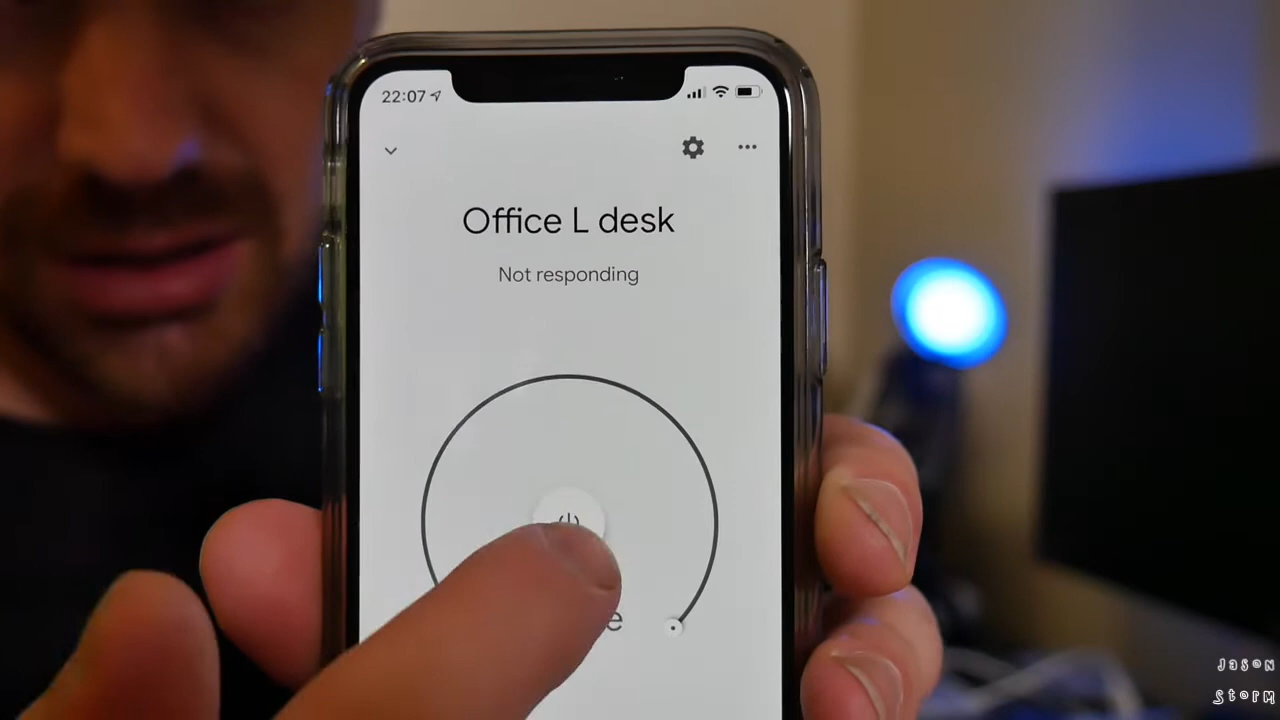 22:07
Office L desk
Not responding
e
Jason
Storm